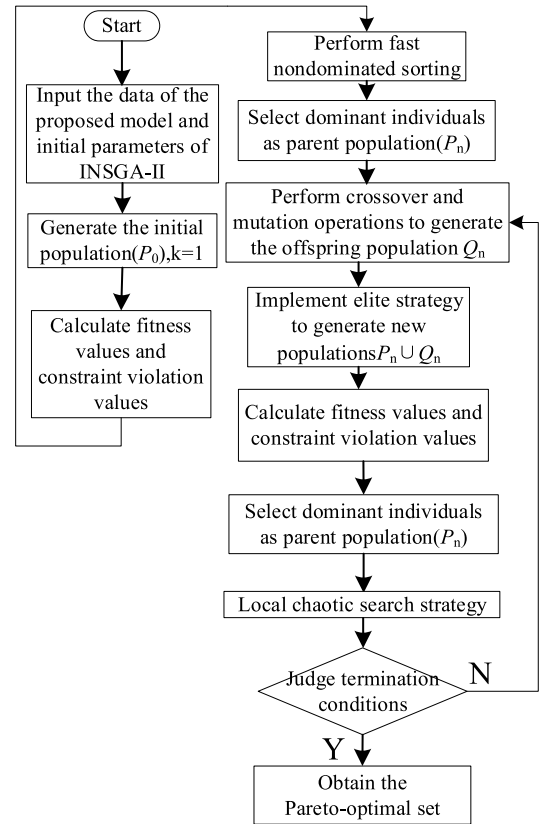 Start
Input the data of the
proposed model and
initial parameters of
INSGA-II
Generate the initial
population(P₀),k=1
Calculate fitness
values and
constraint violation
values
Perform fast
nondominated sorting
Select dominant individuals
as parent population(Pₙ)
Perform crossover and
mutation operations to generate
the offspring population Qₙ
Implement elite strategy
to generate new
populationsPₙ ∪ Qₙ
Calculate fitness values and
constraint violation values
Select dominant individuals
as parent population(Pₙ)
Local chaotic search strategy
Judge termination
conditions
N
Y
Obtain the
Pareto-optimal set